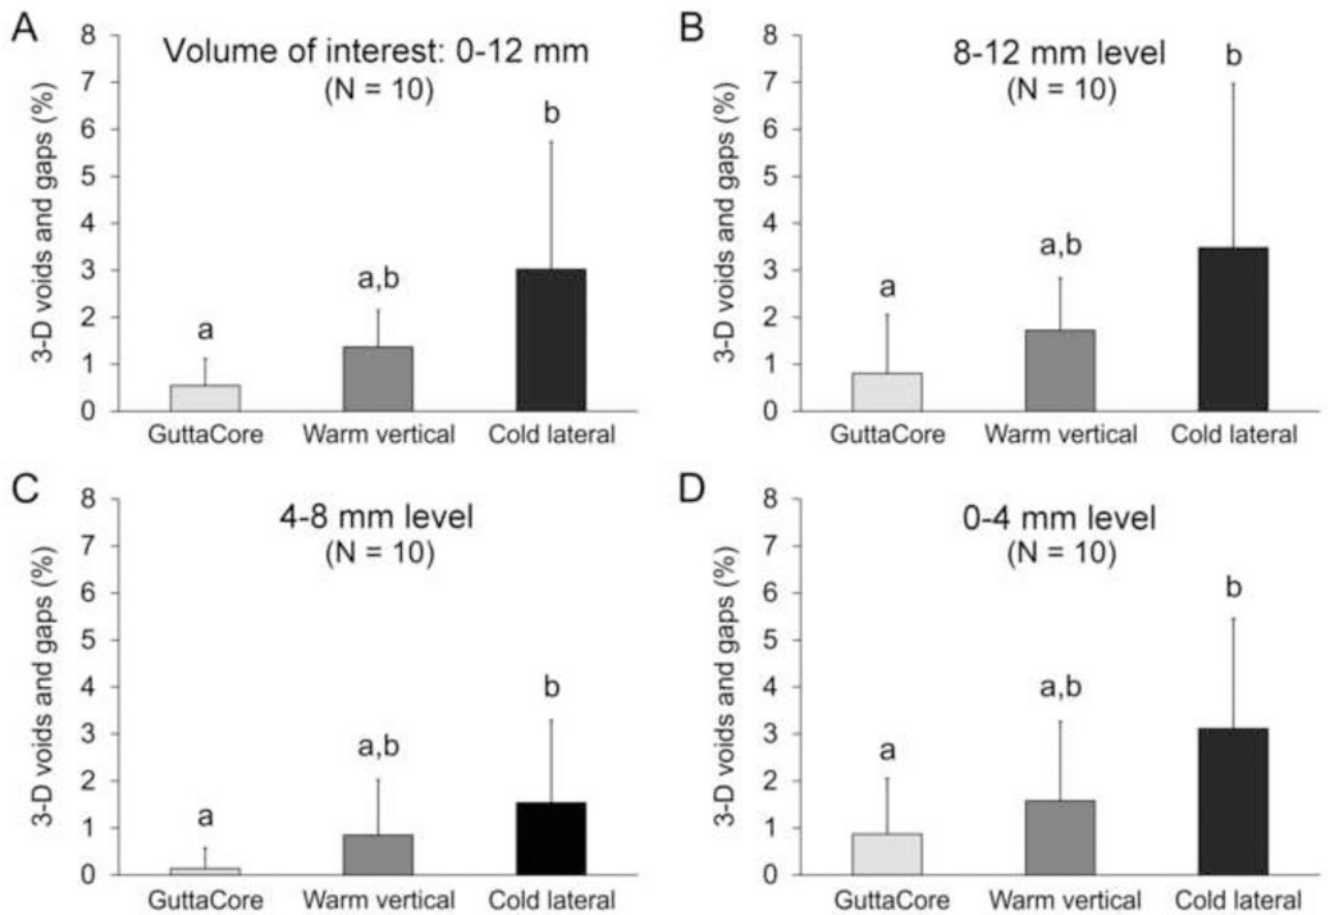 A
Volume of interest: 0-12 mm
(N = 10)
3-D voids and gaps (%)
8
7
6
5
4
3
2
1
0
a
a,b
b
GuttaCore Warm vertical Cold lateral
B
8-12 mm level
(N = 10)
3-D voids and gaps (%)
8
7
6
5
4
3
2
1
0
a
a,b
b
GuttaCore Warm vertical Cold lateral
C
4-8 mm level
(N = 10)
3-D voids and gaps (%)
8
7
6
5
4
3
2
1
0
a
a,b
b
GuttaCore Warm vertical Cold lateral
D
0-4 mm level
(N = 10)
3-D voids and gaps (%)
8
7
6
5
4
3
2
1
0
a
a,b
b
GuttaCore Warm vertical Cold lateral